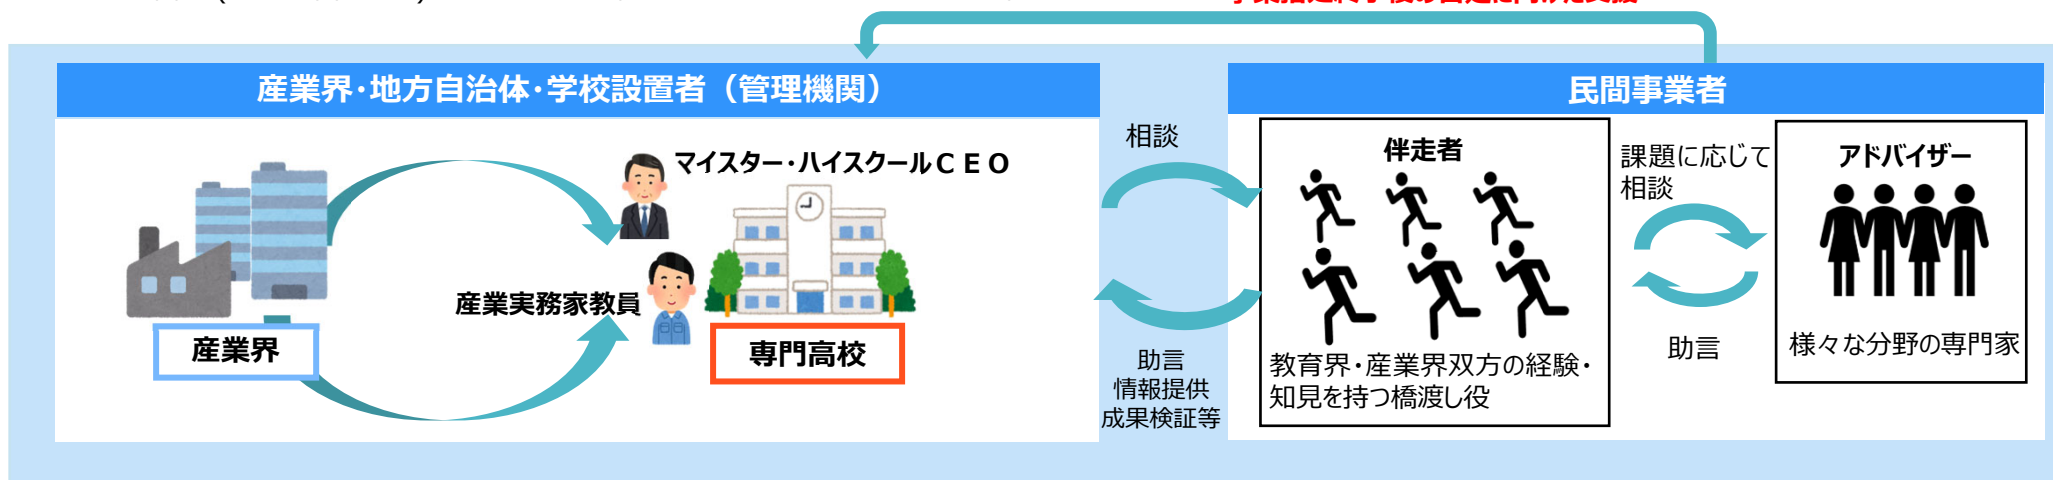 産業界･地方自治体･学校設置者（管理機関）
マイスター･ハイスクールＣＥＯ
産業実務家教員
産業界
専門高校
相談
助言
情報提供
成果検証等
民間事業者
伴走者
教育界･産業界双方の経験･
知見を持つ橋渡し役
課題に応じて
相談
助言
アドバイザー
様々な分野の専門家